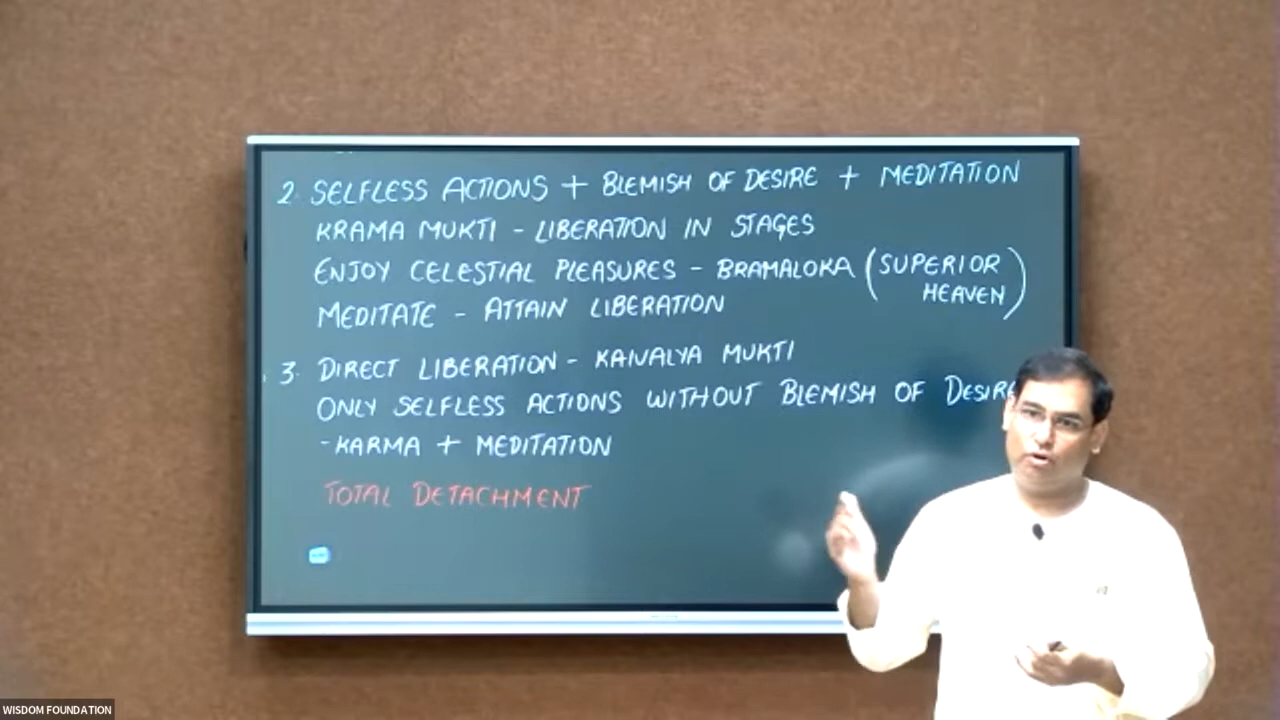 2. SELFLESS ACTIONS + BLEMISH OF DESIRE + MEDITATION
KRAMA MUKTI - LIBERATION IN STAGES
ENJOY CELESTIAL PLEASURES - BRAMALOKA (SUPERIOR HEAVEN)
MEDITATE - ATTAIN LIBERATION
3. DIRECT LIBERATION - KAIVALYA MUKTI
ONLY SELFLESS ACTIONS WITHOUT BLEMISH OF DESIRE
- KARMA + MEDITATION
TOTAL DETACHMENT
WISDOM FOUNDATION